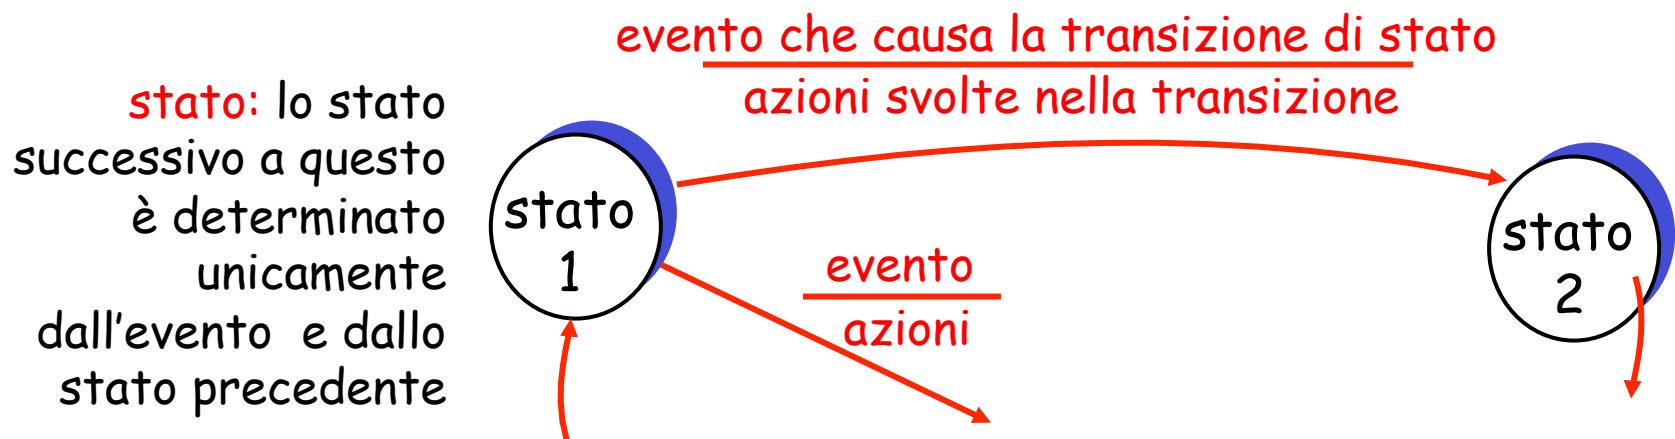 evento che causa la transizione di stato
azioni svolte nella transizione
stato: lo stato
successivo a questo
è determinato
unicamente
dall’evento e dallo
stato precedente
stato
1
evento
azioni
stato
2